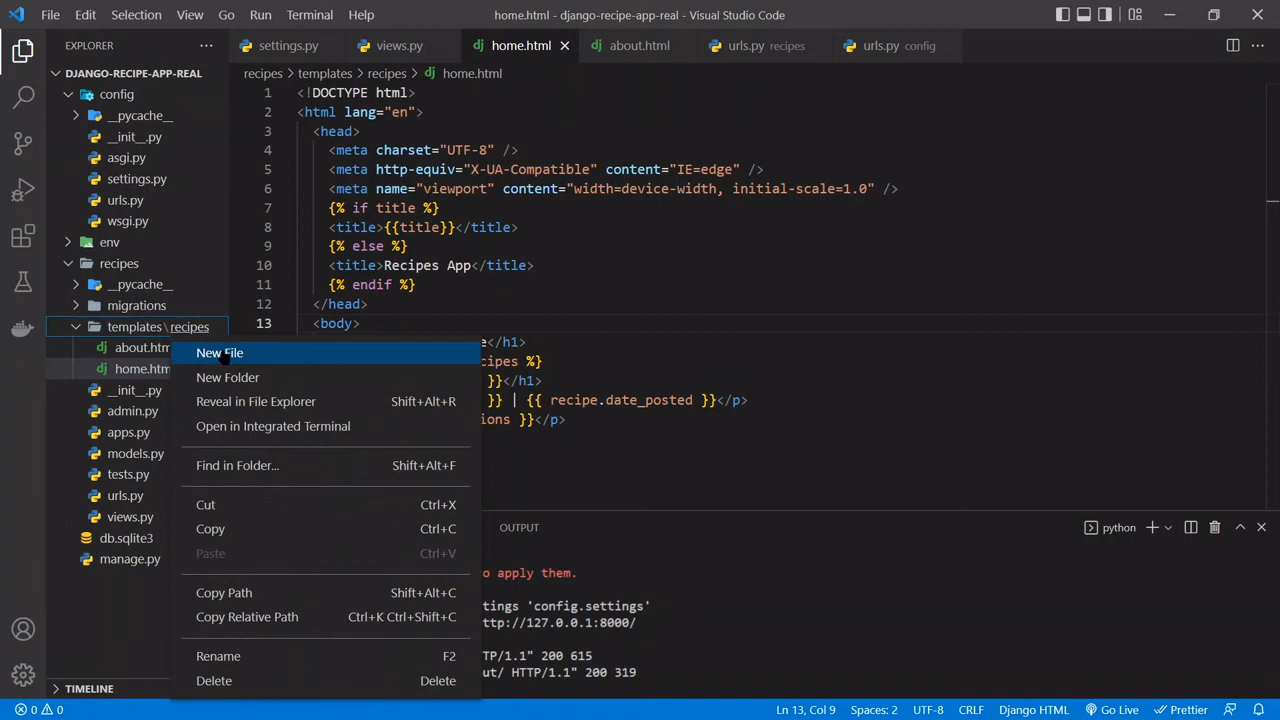 File Edit Selection View Go Run Terminal Help
home.html - django-recipe-app-real - Visual Studio Code
EXPLORER
DJANGO-RECIPE-APP-REAL
config
__pycache__
__init__.py
asgi.py
settings.py
urls.py
wsgi.py
env
recipes
__pycache__
migrations
templates\recipes
about.htm
home.htm
__init__.py
admin.py
apps.py
models.py
tests.py
urls.py
views.py
db.sqlite3
manage.py
TIMELINE
settings.py views.py home.html about.html urls.py recipes urls.py config
recipes > templates > recipes > home.html
1 <!DOCTYPE html>
2 <html lang="en">
3 <head>
4 <meta charset="UTF-8" />
5 <meta http-equiv="X-UA-Compatible" content="IE=edge" />
6 <meta name="viewport" content="width=device-width, initial-scale=1.0" />
7 {% if title %}
8 <title>{{title}}</title>
9 {% else %}
10 <title>Recipes App</title>
11 {% endif %}
12 </head>
13 <body>
e</h1>
cipes %}
}}</h1>
}} | {{ recipe.date_posted }}</p>
ons }}</p>
New File
New Folder
Reveal in File Explorer Shift+Alt+R
Open in Integrated Terminal
Find in Folder... Shift+Alt+F
Cut Ctrl+X
Copy Ctrl+C
Paste Ctrl+V
Copy Path Shift+Alt+C
Copy Relative Path Ctrl+K Ctrl+Shift+C
Rename F2
Delete Delete
OUTPUT
python
o apply them.
tings 'config.settings'
ttp://127.0.0.1:8000/
TP/1.1" 200 615
out/ HTTP/1.1" 200 319
0 0
Ln 13, Col 9 Spaces: 2 UTF-8 CRLF Django HTML Go Live Prettier